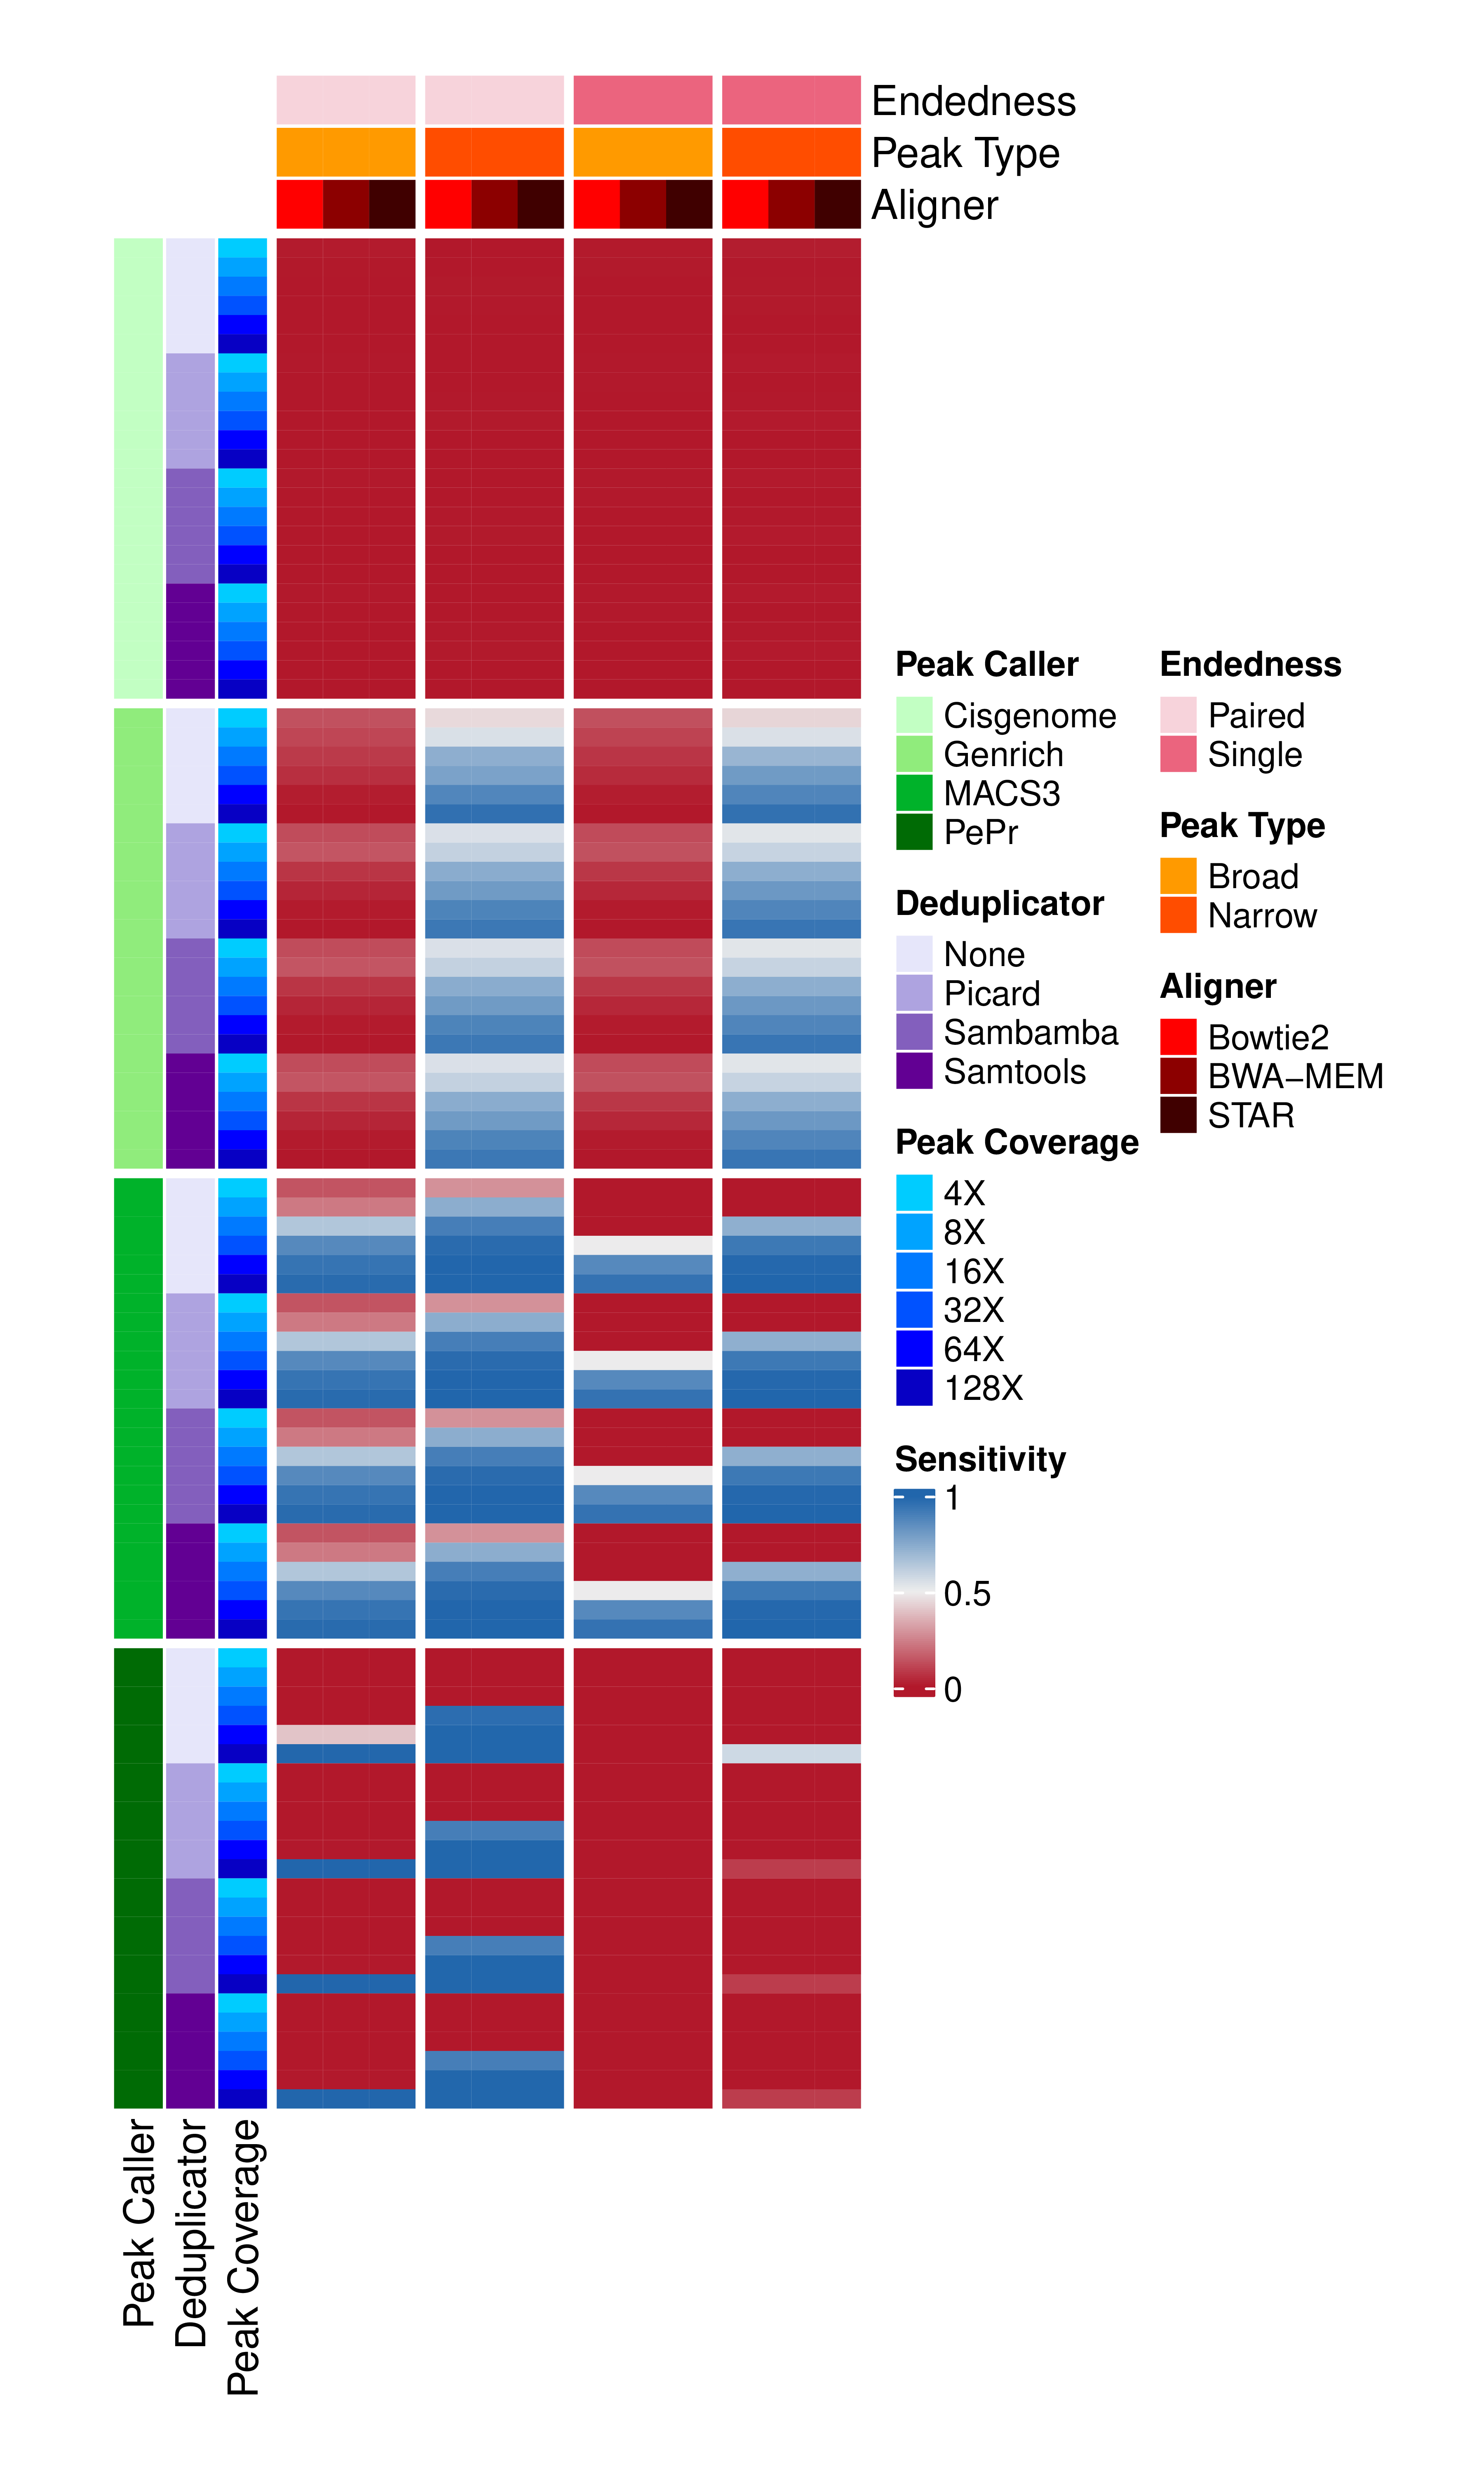 Endedness
Peak Type
Aligner
Peak Caller
Cisgenome
Genrich
MACS3
PePr
Deduplicator
None
Picard
Sambamba
Samtools
Peak Coverage
4X
8X
16X
32X
64X
128X
Sensitivity
1
0.5
0
Endedness
Paired
Single
Peak Type
Broad
Narrow
Aligner
Bowtie2
BWA−MEM
STAR
Peak Caller
Deduplicator
Peak Coverage